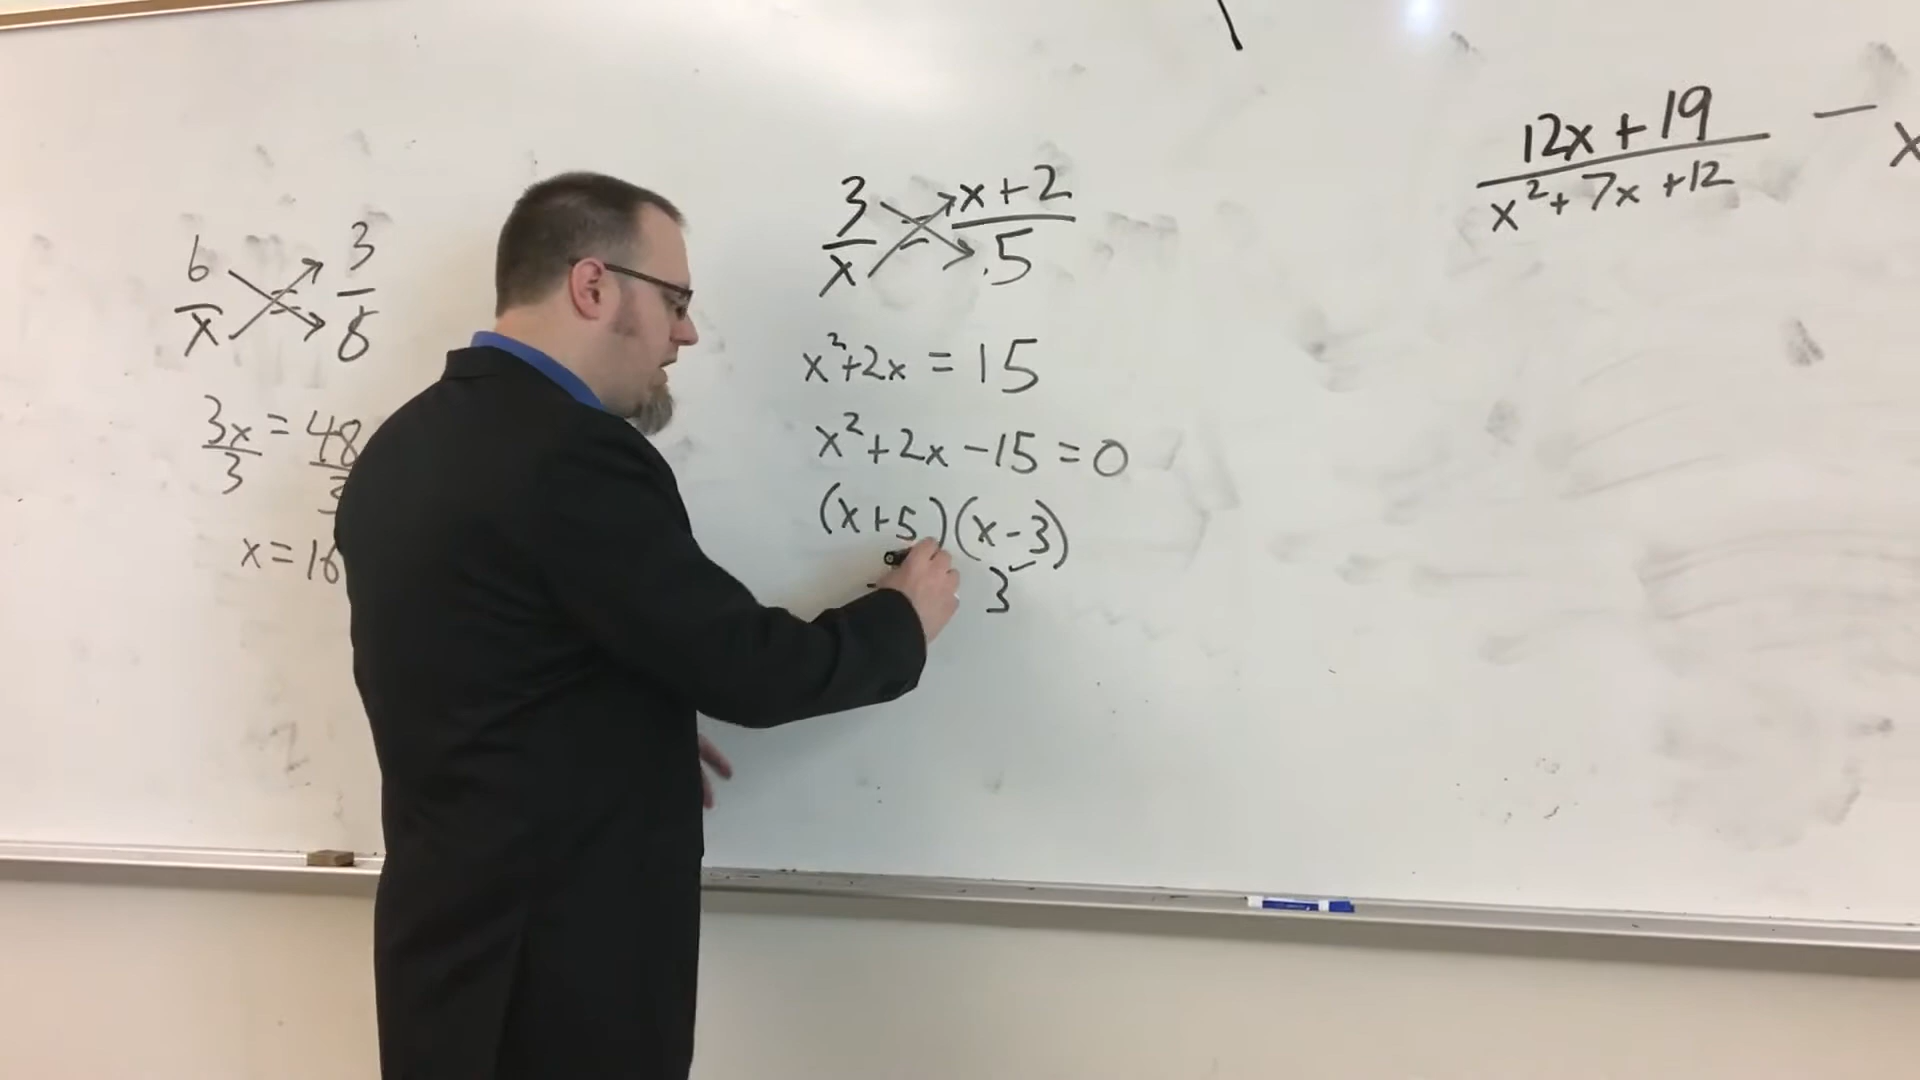 6/x = 3/8
3x/3 = 48/3
x = 16
3/x = x+2/5
x²+2x = 15
x²+2x-15=0
(x+5)(x-3)
3
12x+19/x²+7x+12 - x